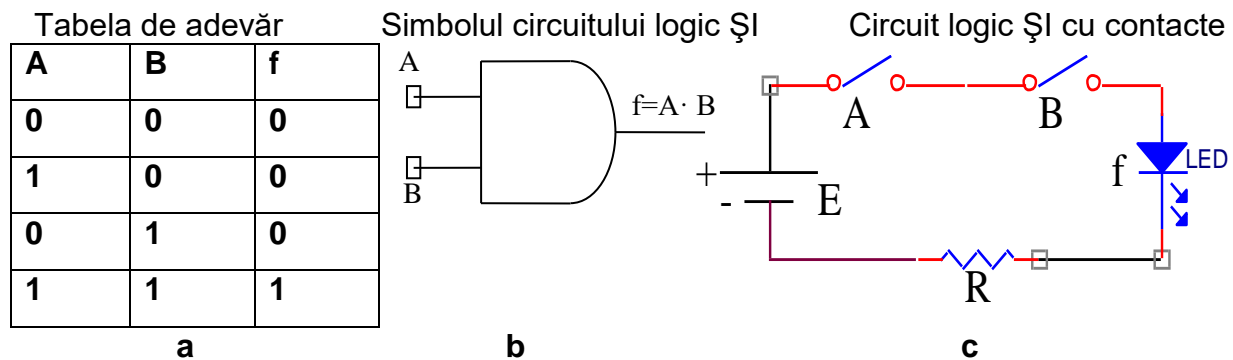 Tabela de adevăr
A B f
0 0 0
1 0 0
0 1 0
1 1 1
a
Simbolul circuitului logic ŞI
A
f=A· B
B
b
Circuit logic ŞI cu contacte
A B
+
- E
f LED
R
c